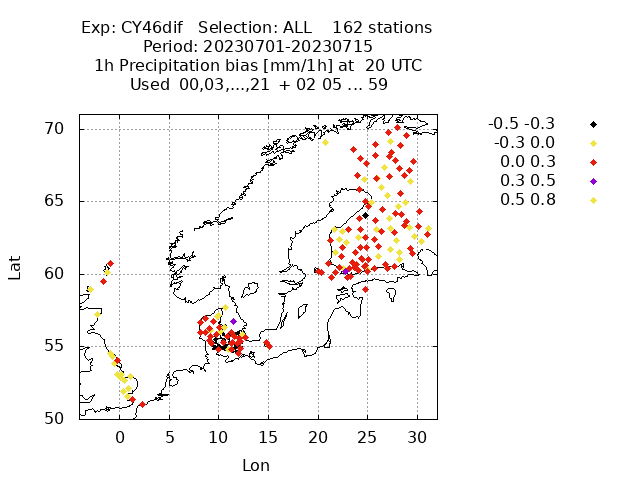 Exp: CY46dif   Selection: ALL    162 stations
Period: 20230701-20230715
1h Precipitation bias [mm/1h] at  20 UTC
Used  00,03,...,21  + 02 05 ... 59
-0.5 -0.3
-0.3 0.0
0.0 0.3
0.3 0.5
0.5 0.8
70
65
60
55
50
Lat
0 5 10 15 20 25 30
Lon